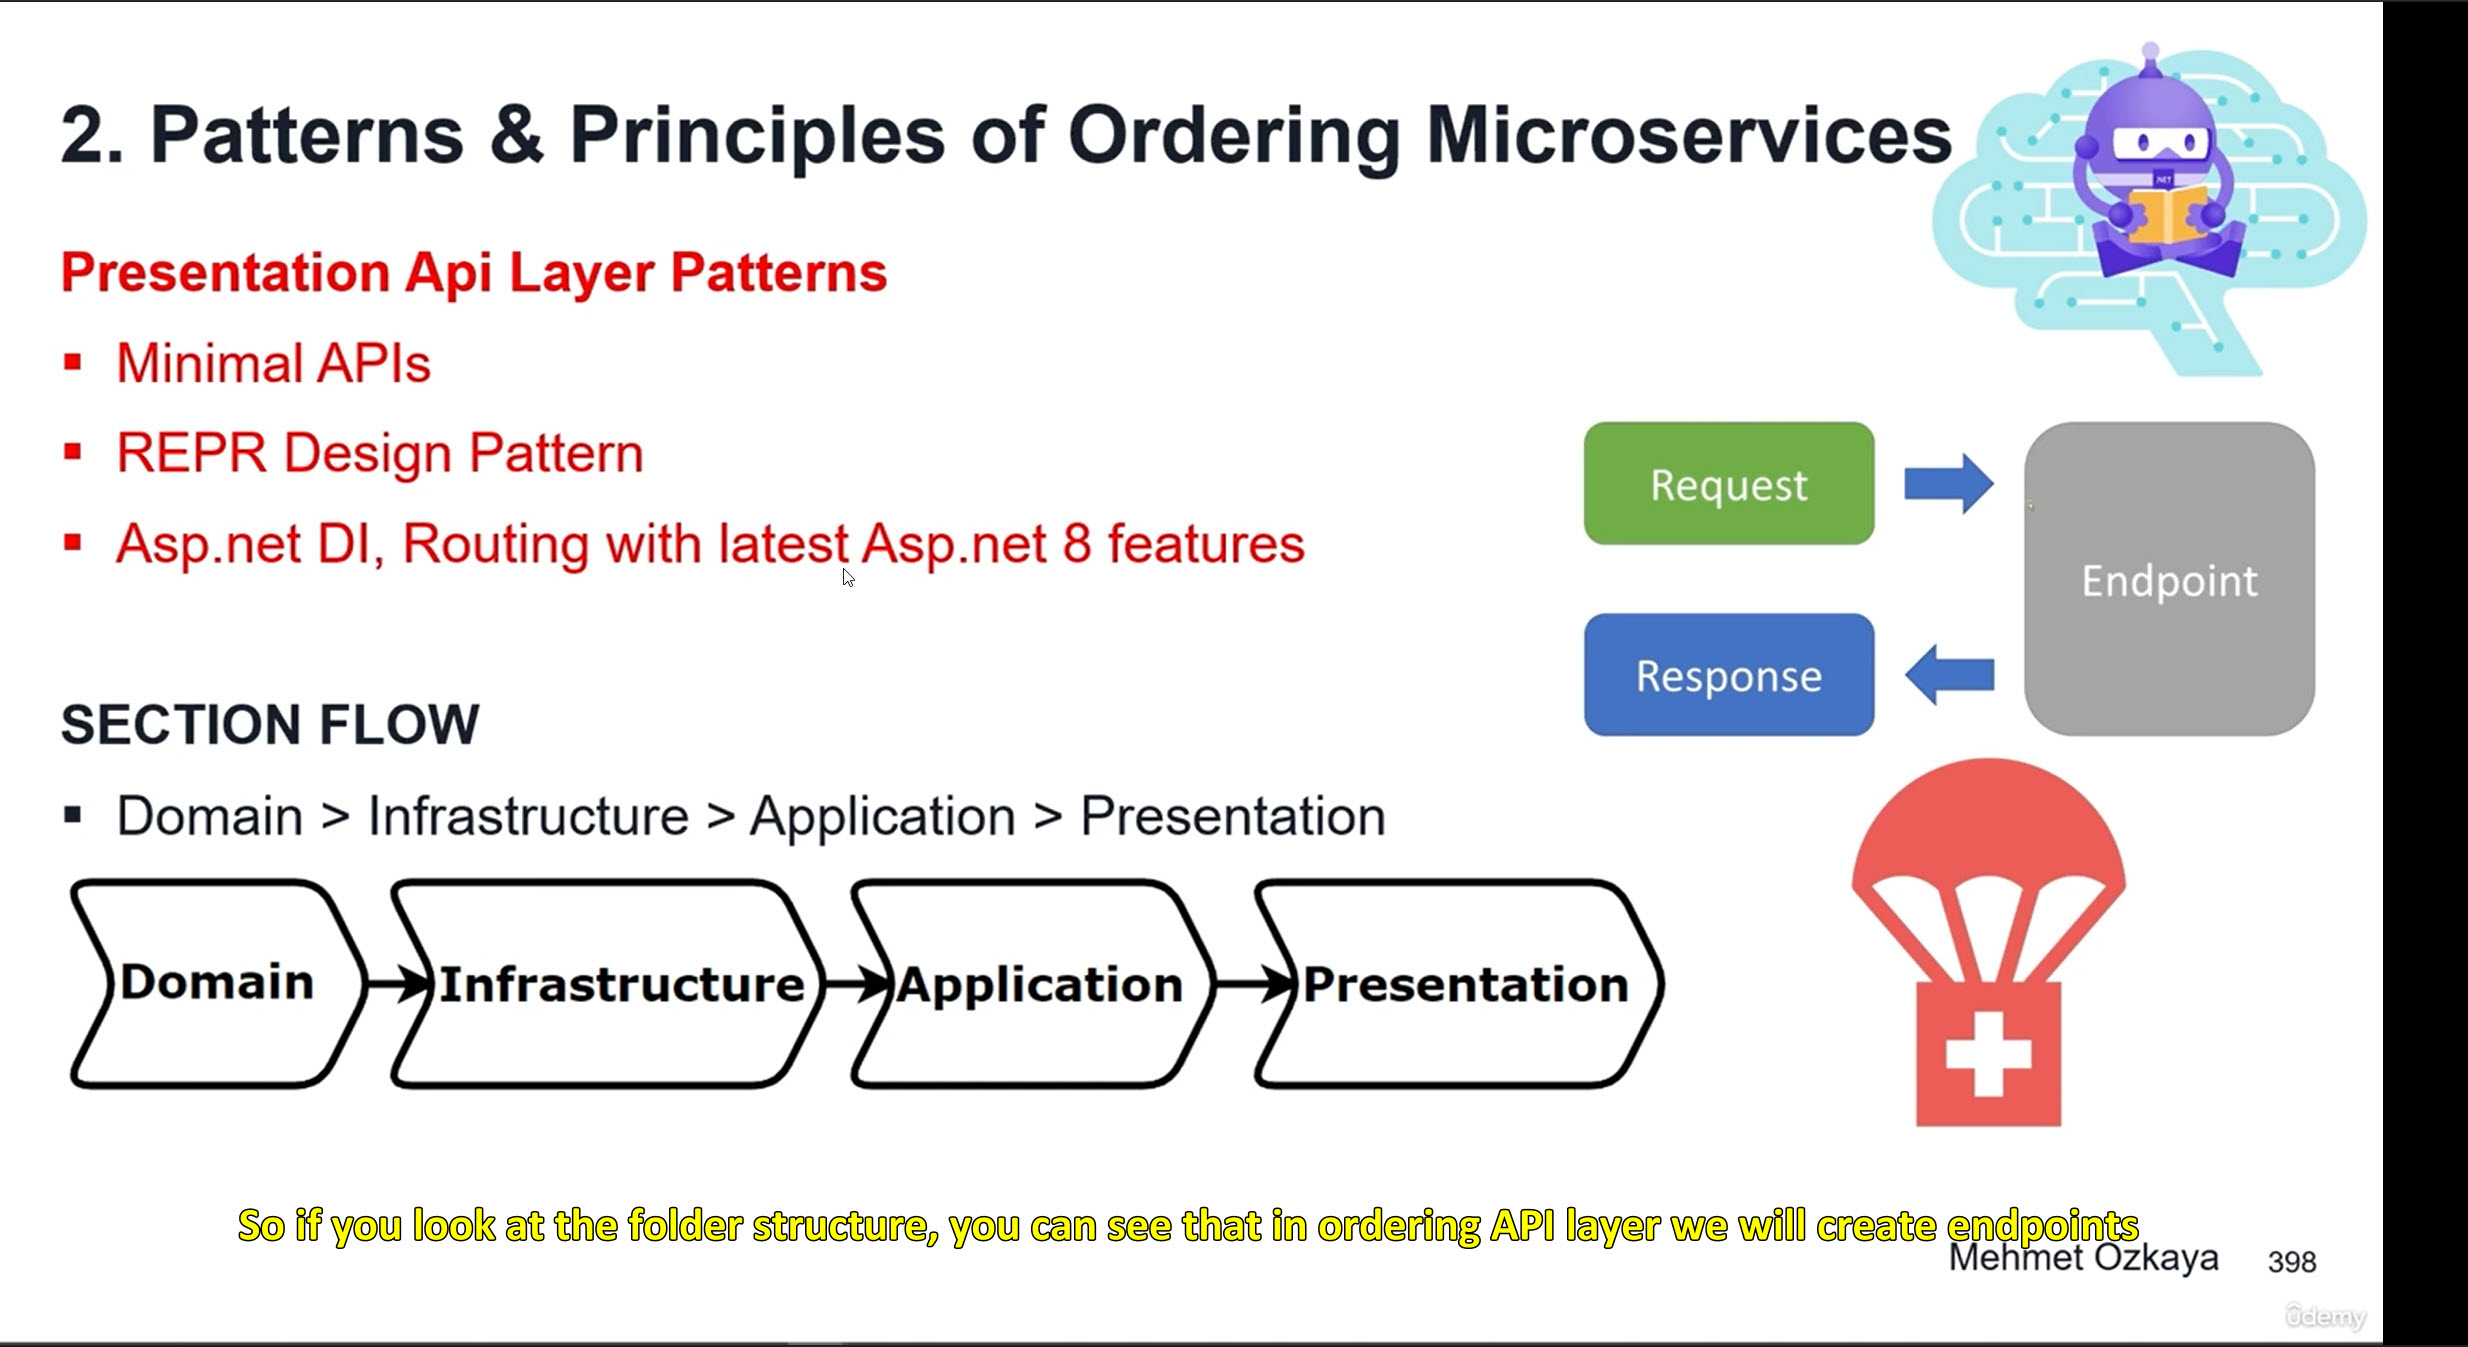 2. Patterns & Principles of Ordering Microservices
.NET
Presentation Api Layer Patterns
▪ Minimal APIs
▪ REPR Design Pattern
▪ Asp.net DI, Routing with latest Asp.net 8 features
Request
Endpoint
Response
SECTION FLOW
▪ Domain > Infrastructure > Application > Presentation
Domain
Infrastructure
Application
Presentation
So if you look at the folder structure, you can see that in ordering API layer we will create endpoints
Mehmet Ozkaya 398
ûdemy